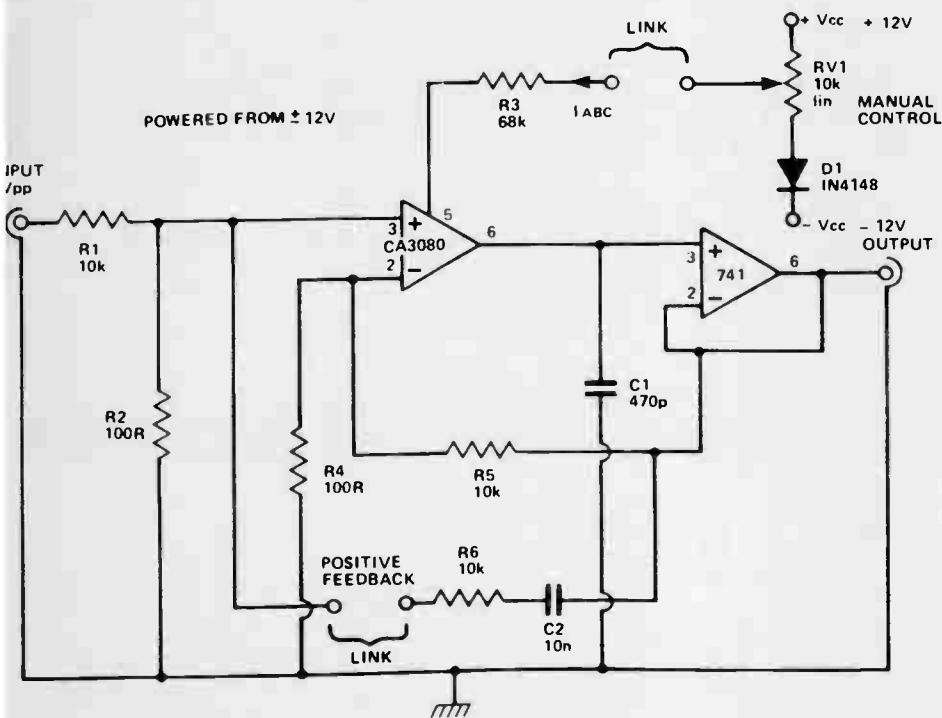 LINK
+ Vcc + 12V
RV1
10k
lin
MANUAL
CONTROL
R3
68k
IABC
POWERED FROM ± 12V
D1
IN4148
- Vcc - 12V
OUTPUT
R1
10k
3
+
5
CA3080
2
-
6
3
+
741
2
-
6
R2
100R
C1
470p
R4
100R
R5
10k
POSITIVE
FEEDBACK
R6
10k
C2
10n
LINK